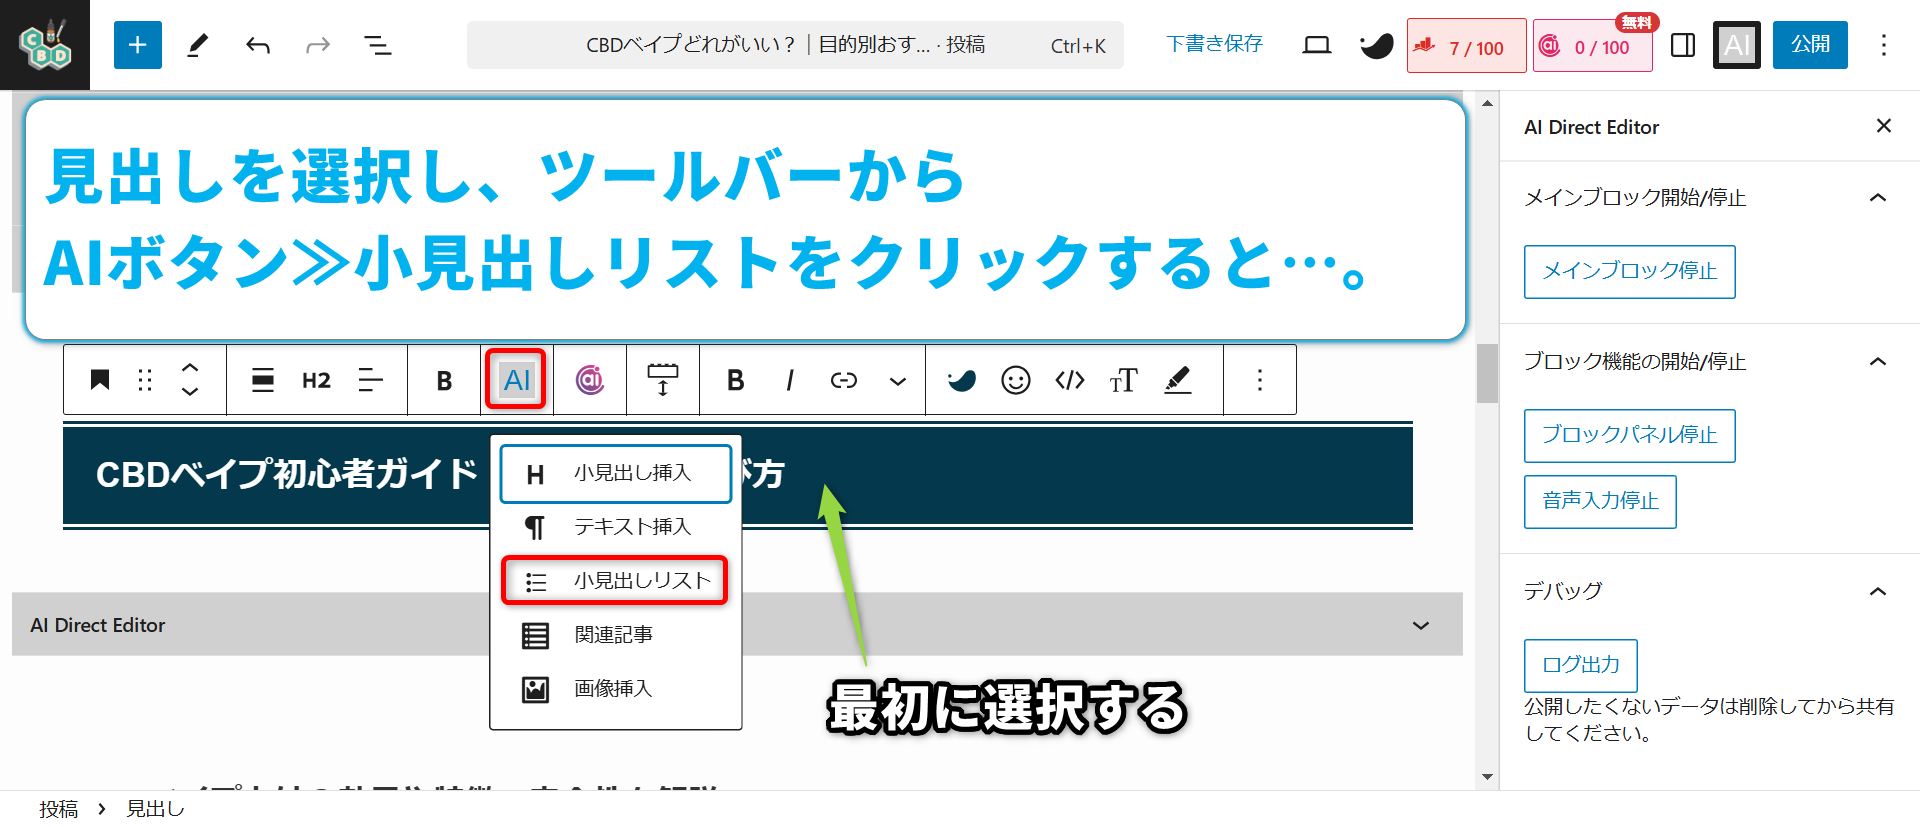 CBD
CBDベイプどれがいい？｜目的別おす… · 投稿
Ctrl+K
下書き保存
7 / 100
無料
0 / 100
AI
公開
見出しを選択し、ツールバーから
AIボタン≫小見出しリストをクリックすると…。
H2
B
AI
ai
B
I
TT
CBDベイプ初心者ガイド
び方
H 小見出し挿入
テキスト挿入
小見出しリスト
関連記事
画像挿入
AI Direct Editor
最初に選択する
投稿 › 見出し
AI Direct Editor
メインブロック開始/停止
メインブロック停止
ブロック機能の開始/停止
ブロックパネル停止
音声入力停止
デバッグ
ログ出力
公開したくないデータは削除してから共有
してください。